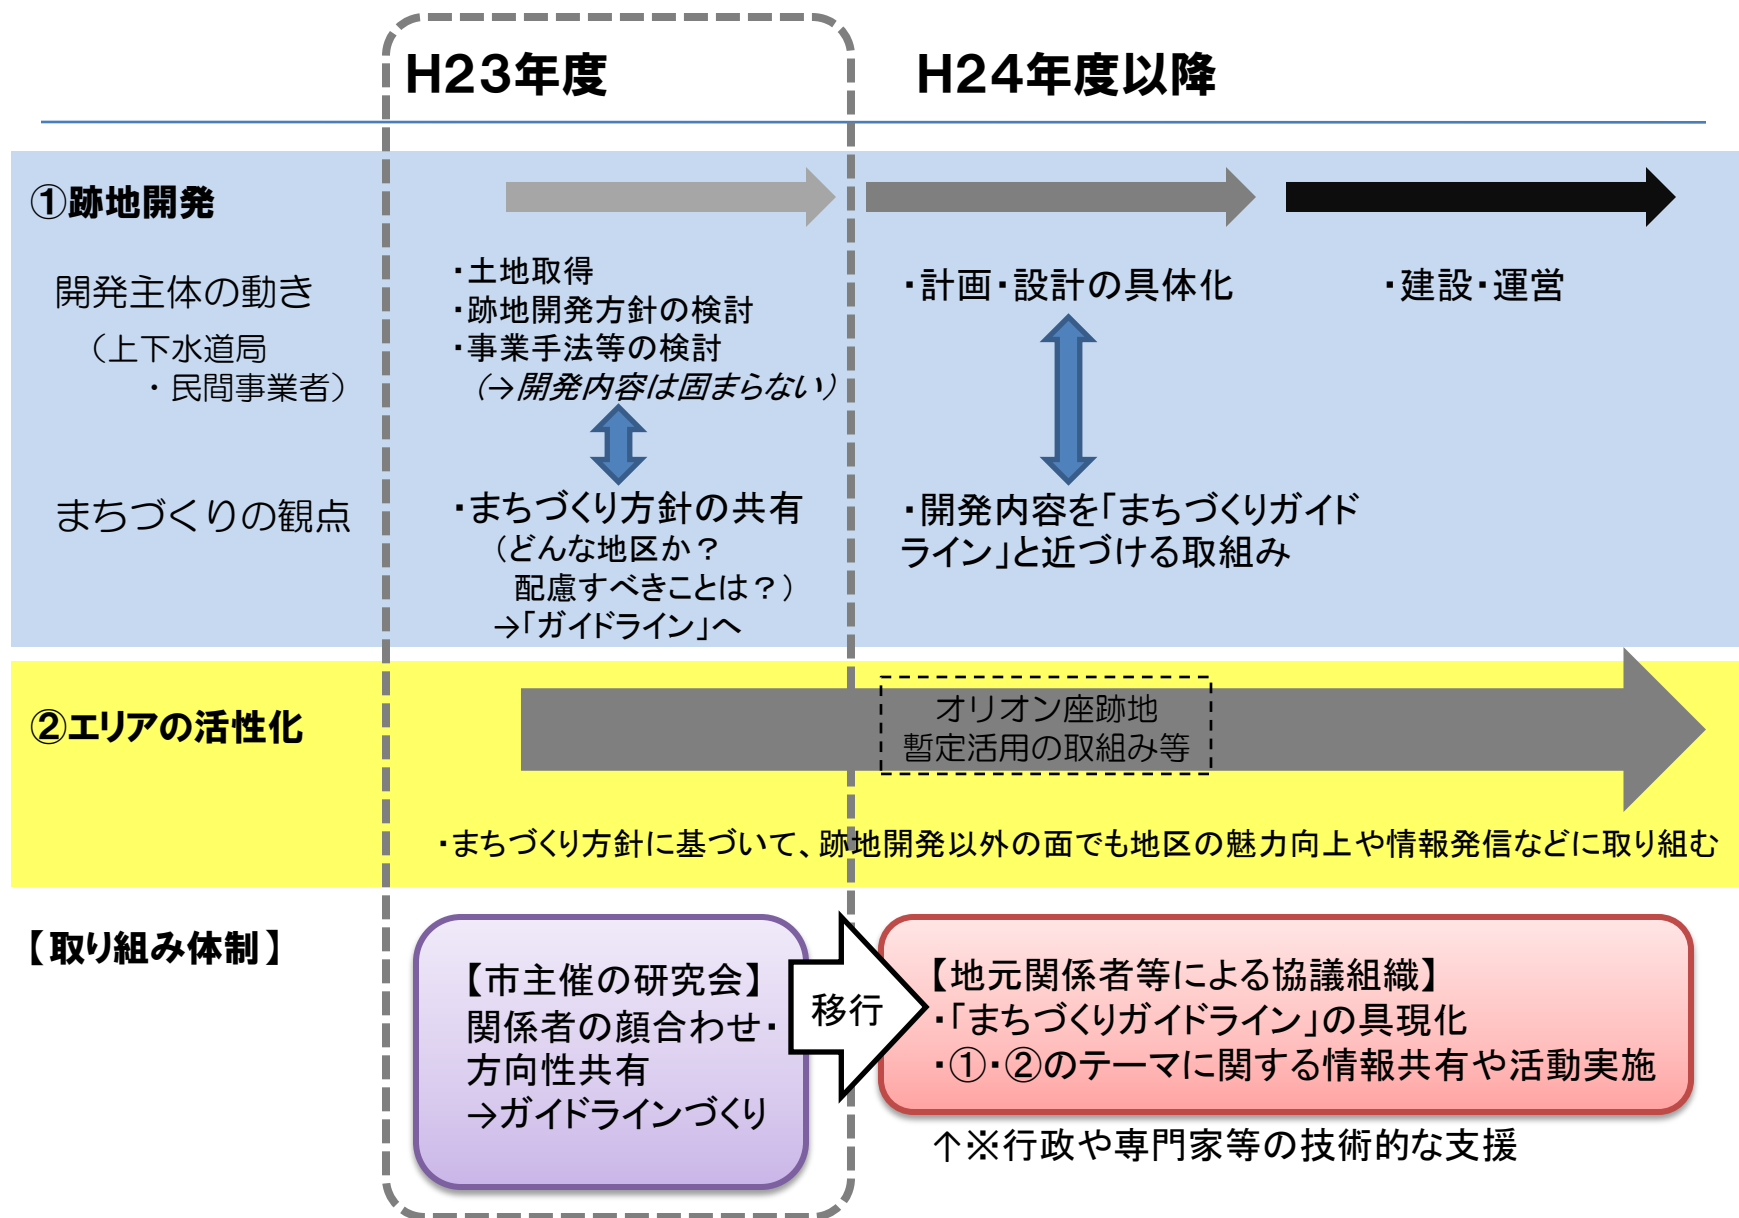 H23年度
H24年度以降
①跡地開発
開発主体の動き
（上下水道局
・民間事業者）
・土地取得
・跡地開発方針の検討
・事業手法等の検討
（→開発内容は固まらない）
・計画・設計の具体化
・建設・運営
まちづくりの観点
・まちづくり方針の共有
（どんな地区か？
配慮すべきことは？）
→「ガイドライン」へ
・開発内容を「まちづくりガイド
ライン」と近づける取組み
②エリアの活性化
オリオン座跡地
暫定活用の取組み等
・まちづくり方針に基づいて、跡地開発以外の面でも地区の魅力向上や情報発信などに取り組む
【取り組み体制】
【市主催の研究会】
関係者の顔合わせ・
方向性共有
→ガイドラインづくり
移行
【地元関係者等による協議組織】
・「まちづくりガイドライン」の具現化
・①・②のテーマに関する情報共有や活動実施
↑※行政や専門家等の技術的な支援